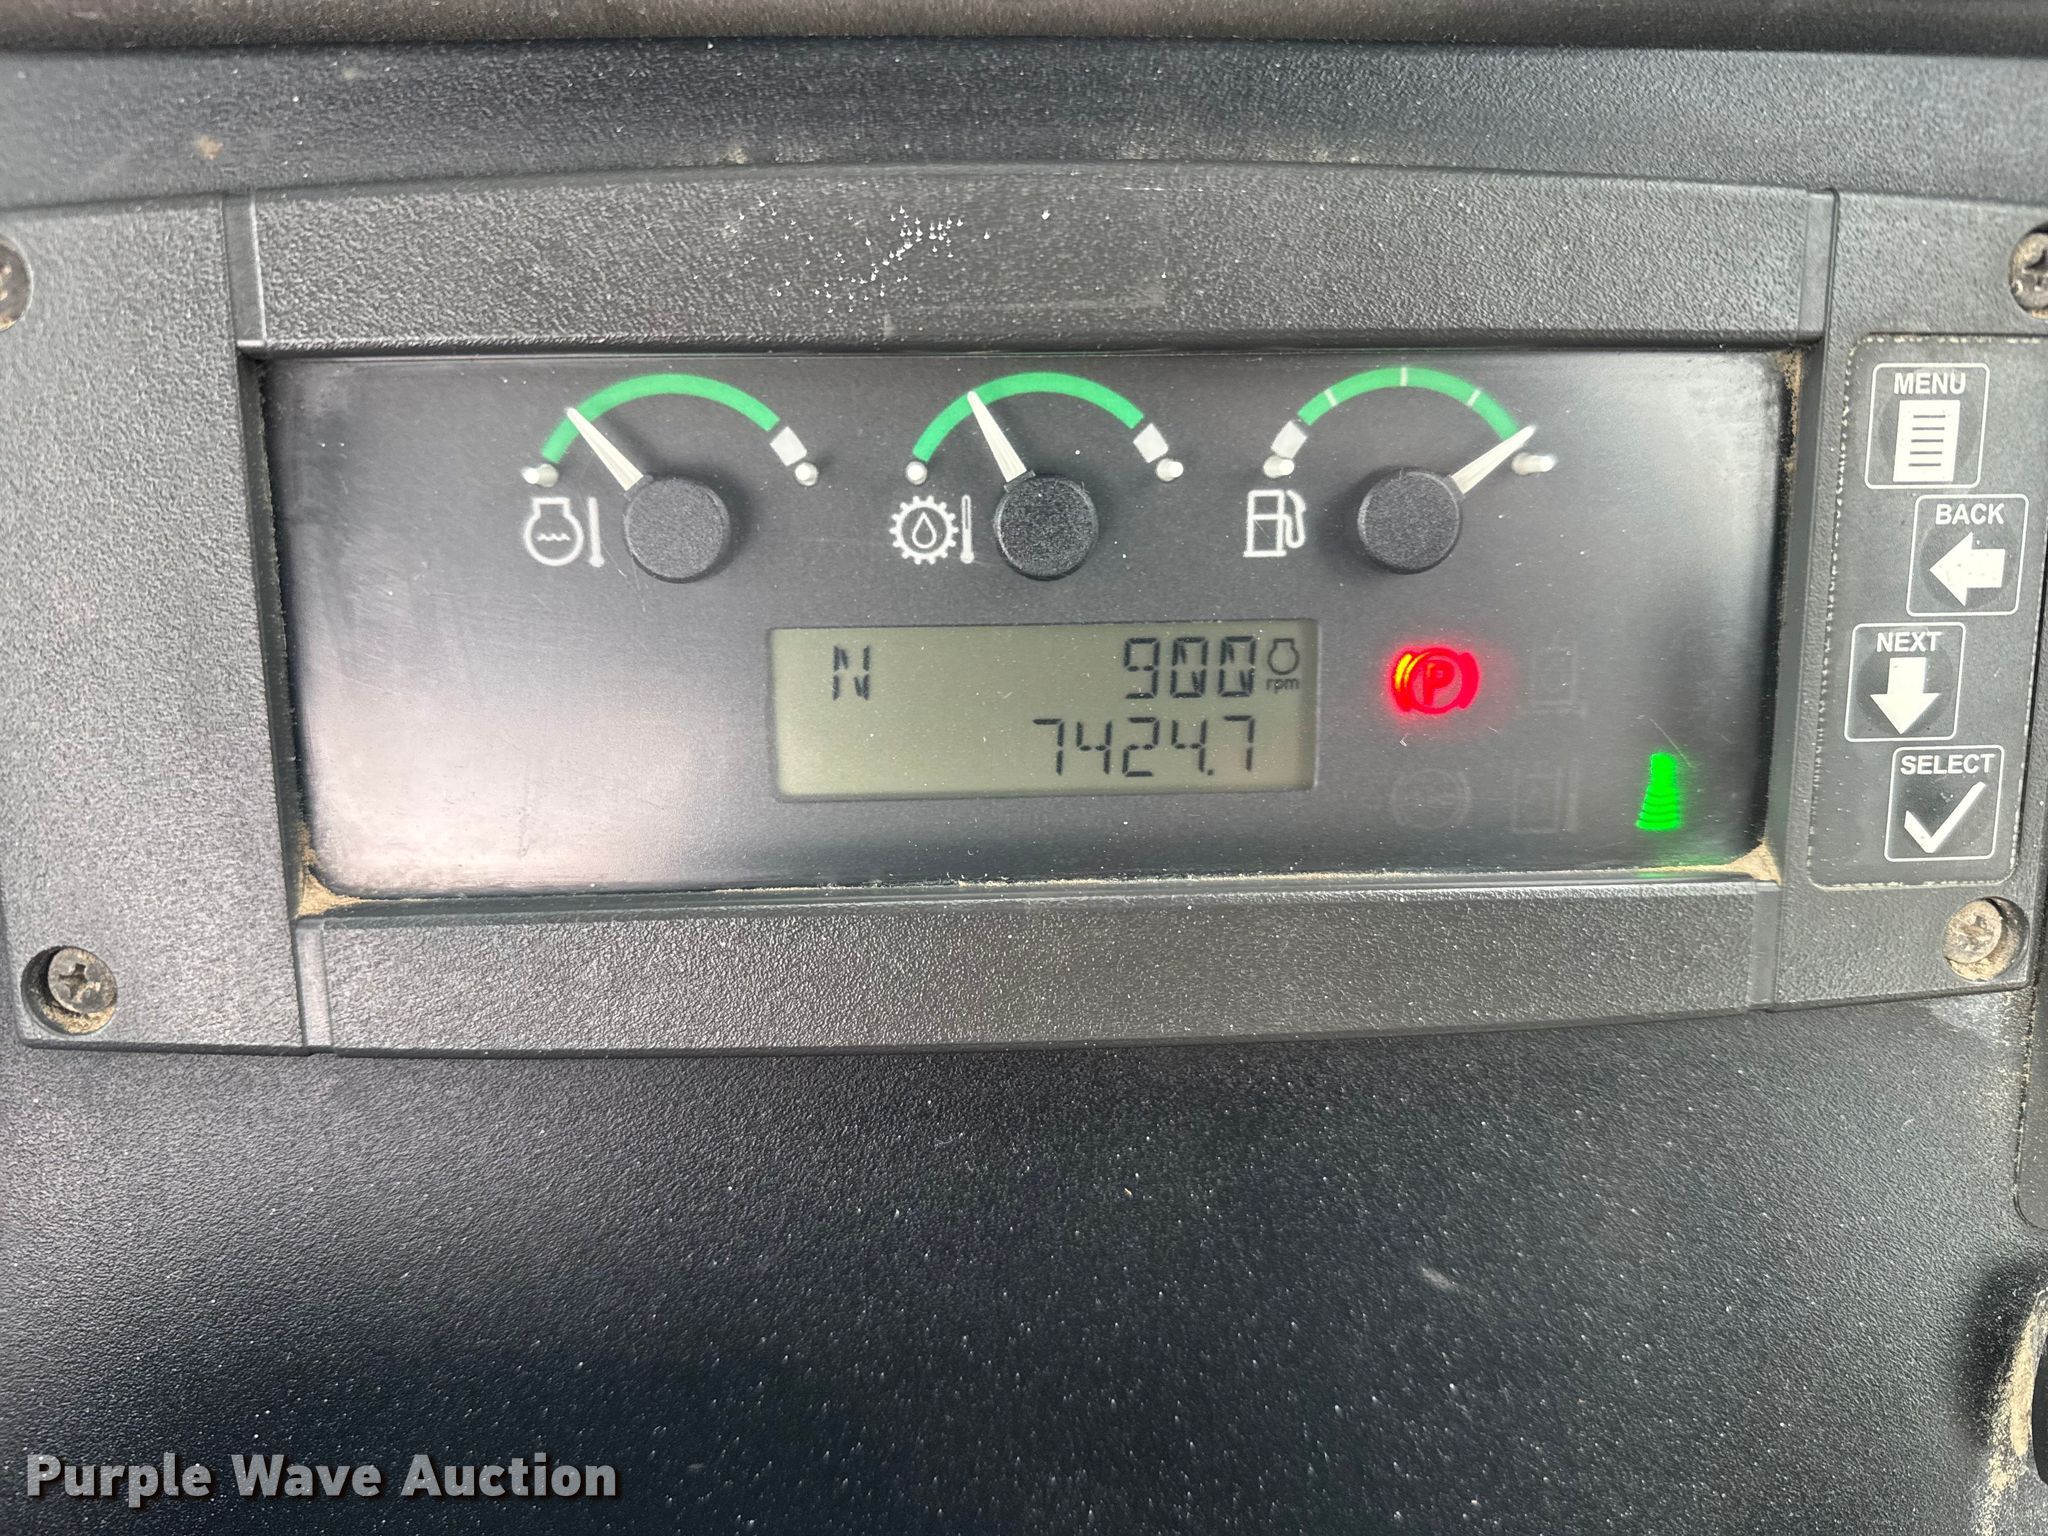 MENU
BACK
NEXT
SELECT
N 900
rpm
7424.7
P
Purple Wave Auction